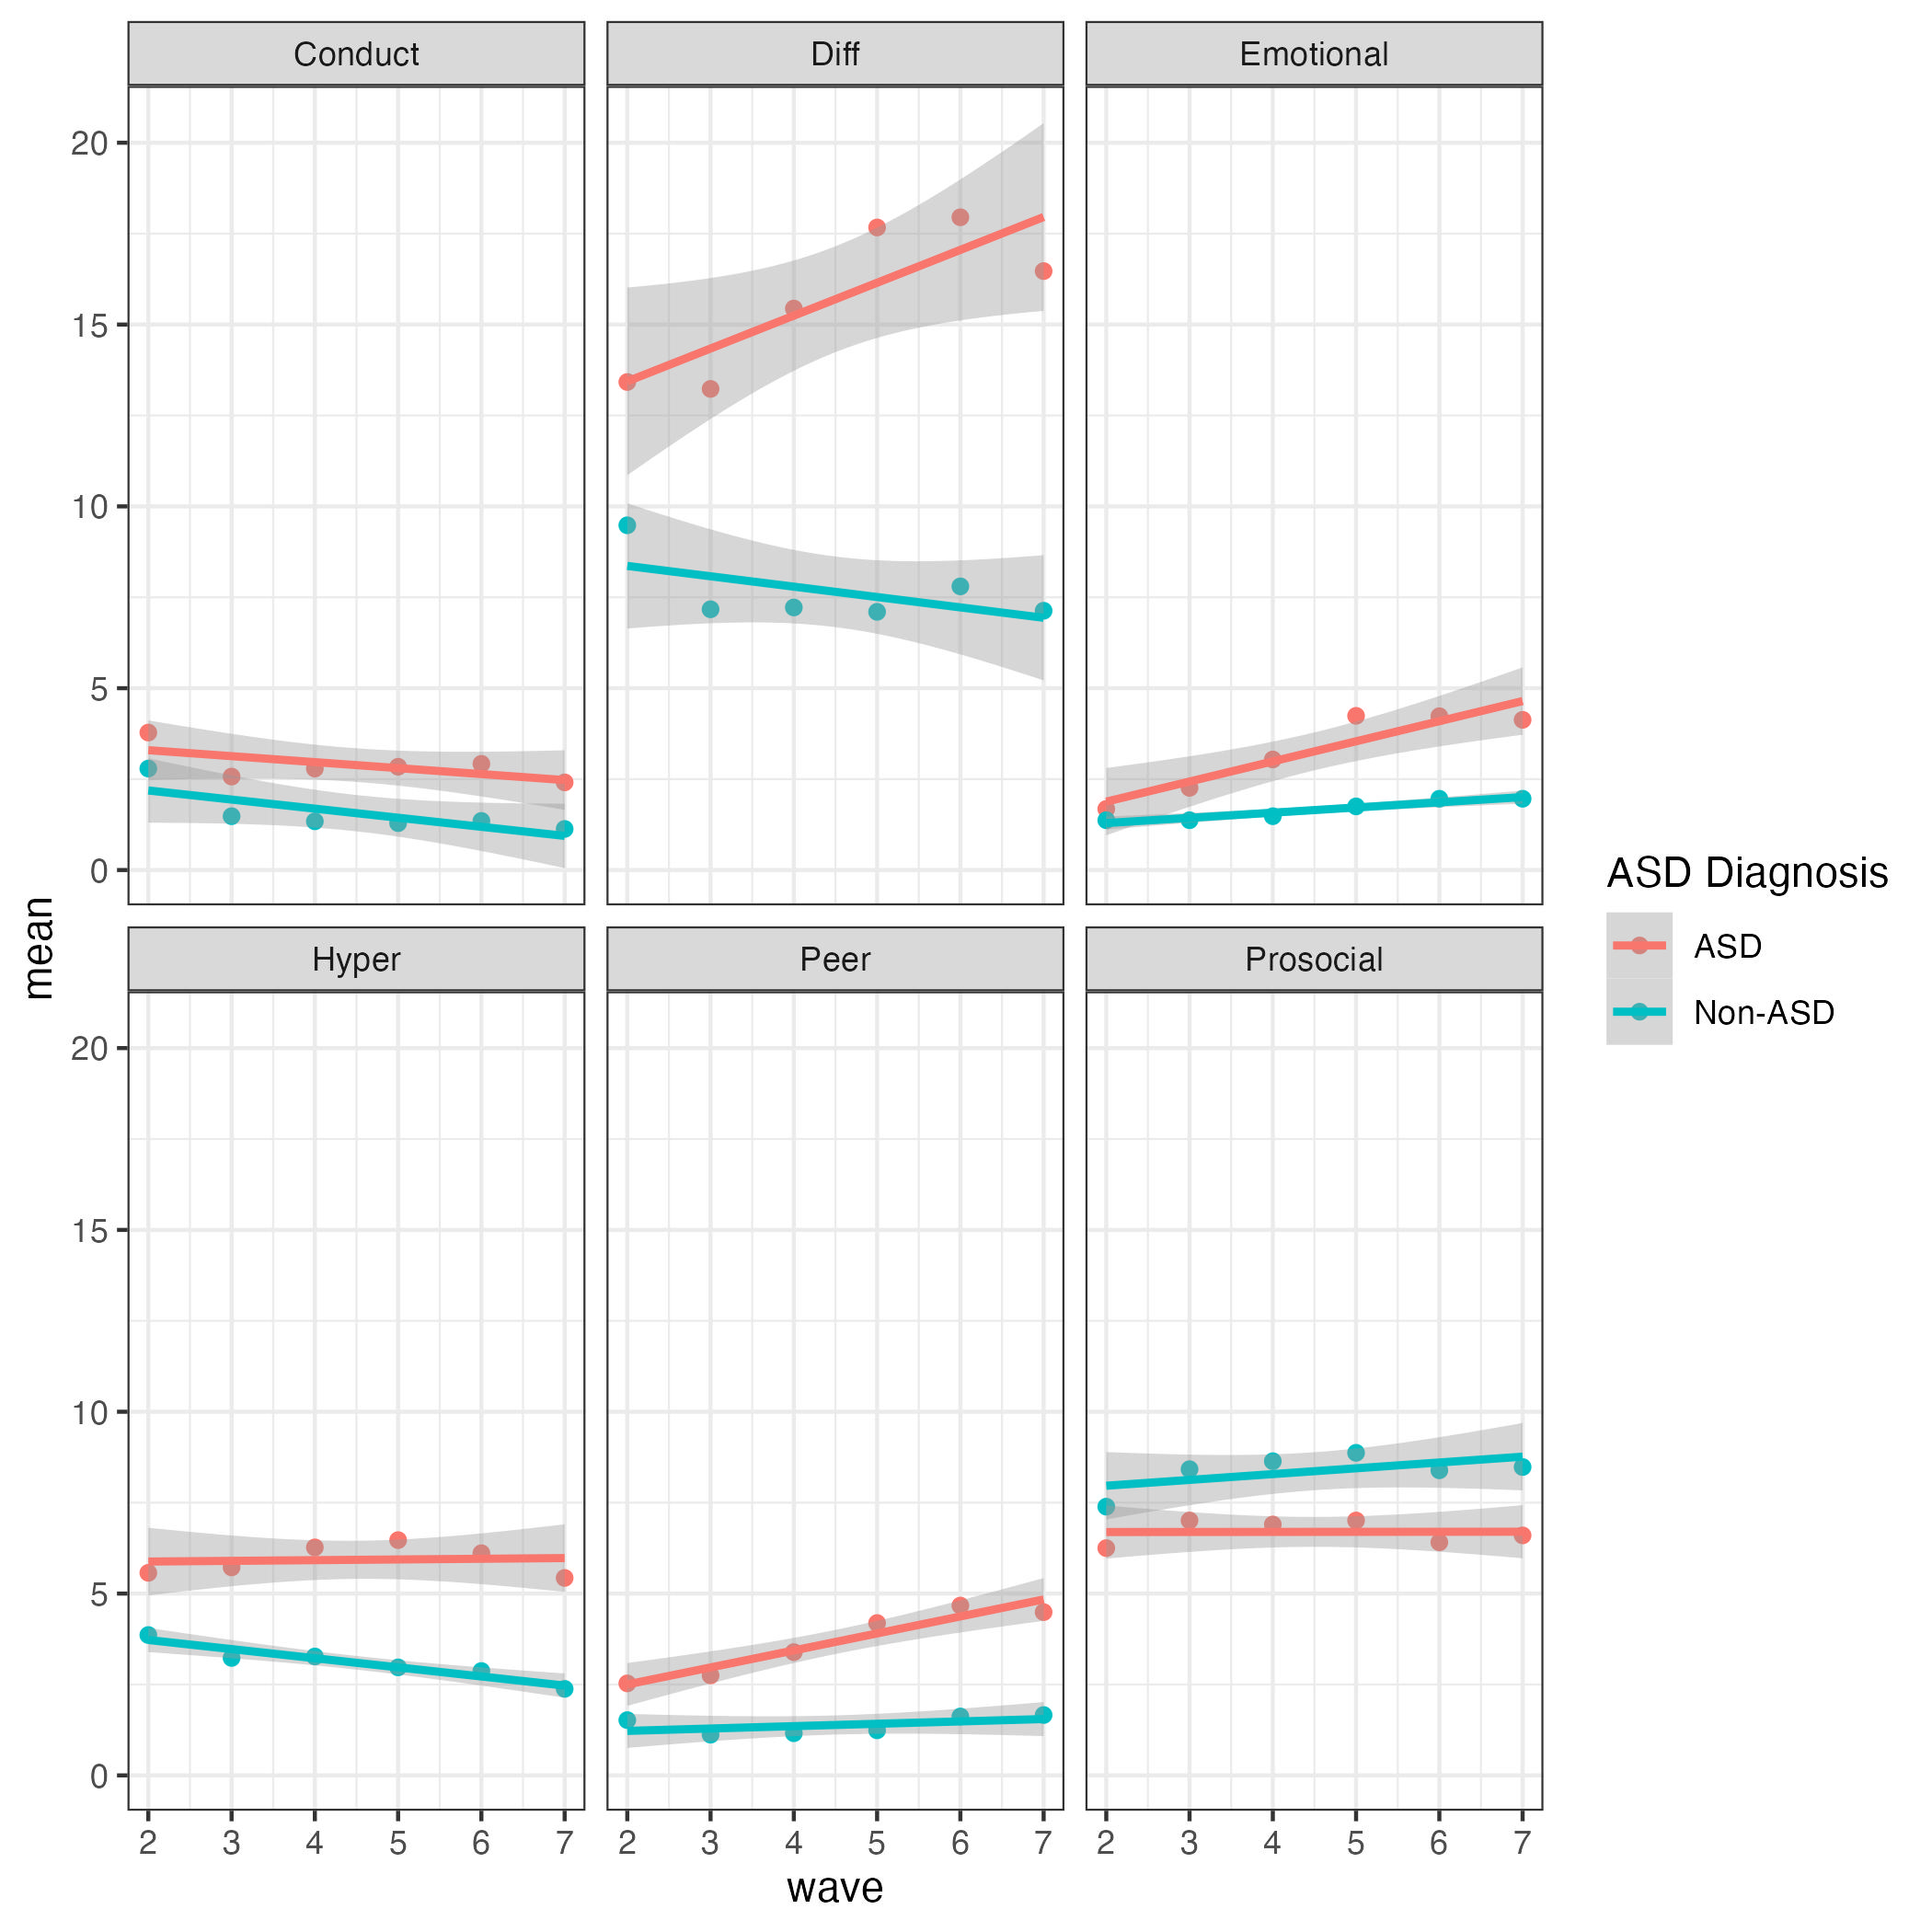 Conduct
Diff
Emotional
20
15
10
5
0
Hyper
Peer
Prosocial
20
15
10
5
0
2 3 4 5 6 7
2 3 4 5 6 7
2 3 4 5 6 7
wave
mean
ASD Diagnosis
ASD
Non-ASD